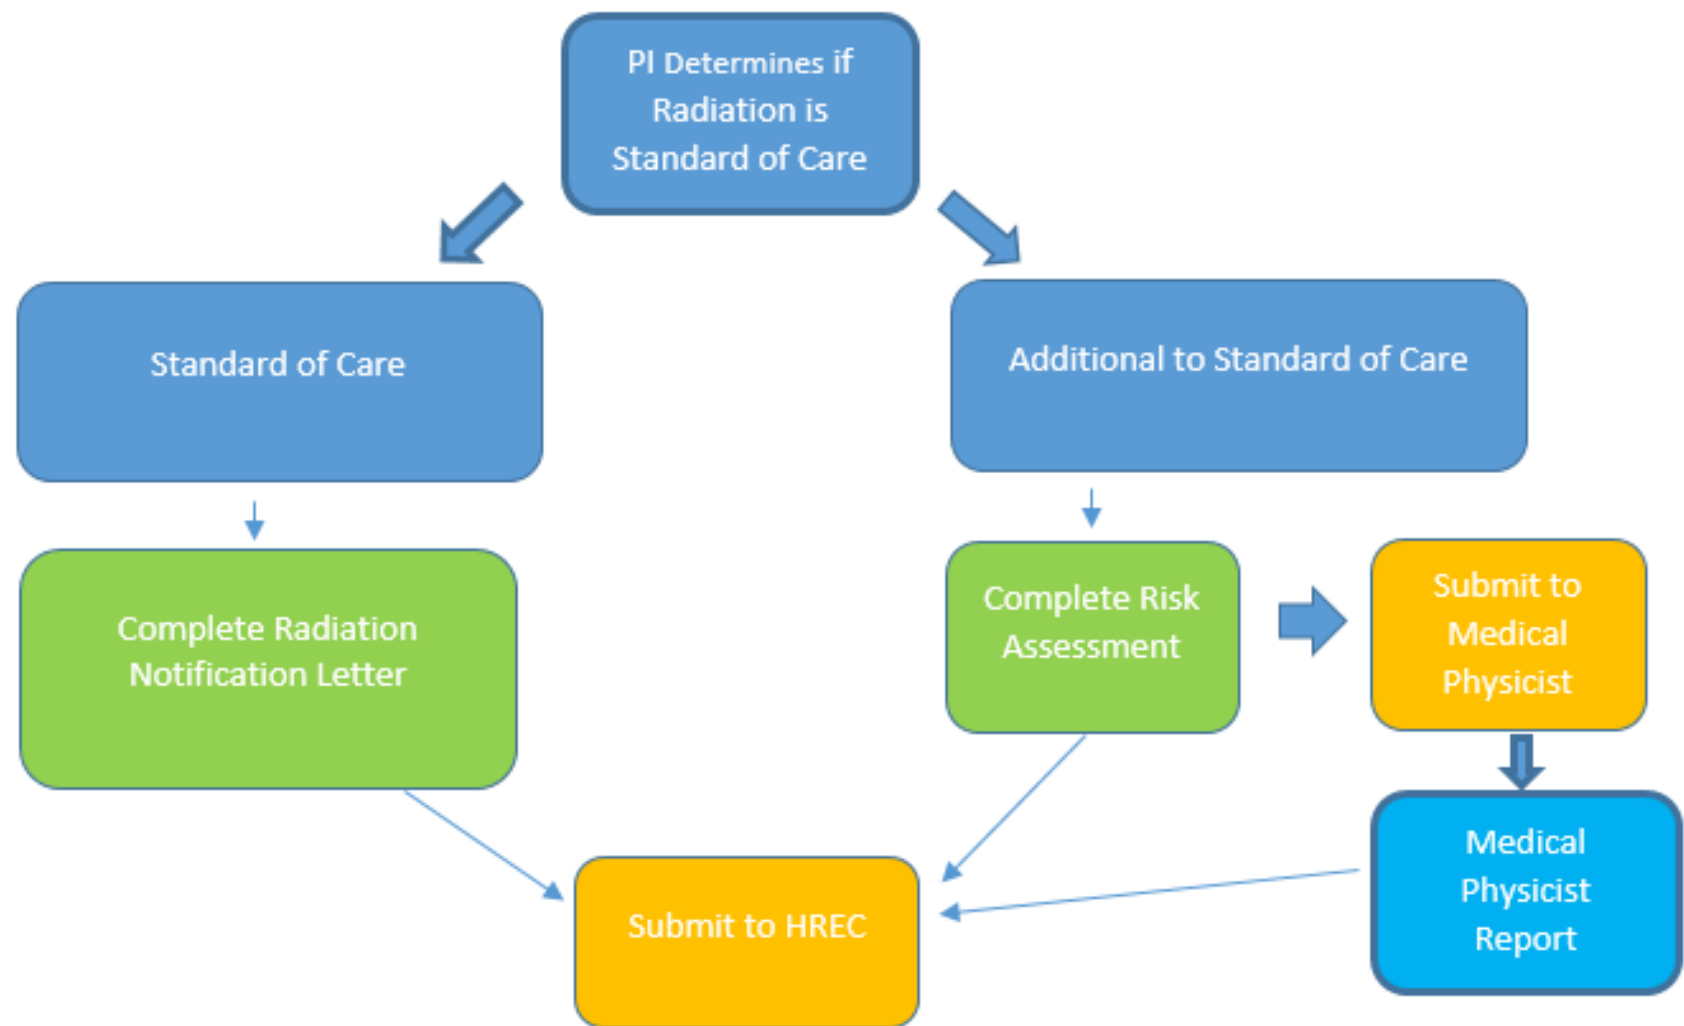 PI Determines if
Radiation is
Standard of Care
Standard of Care
Additional to Standard of Care
Complete Radiation
Notification Letter
Complete Risk
Assessment
Submit to
Medical
Physicist
Medical
Physicist
Report
Submit to HREC